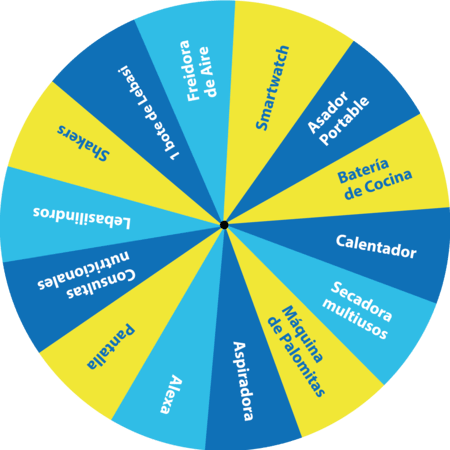 Freidora
de Aire
Smartwatch
Asador
Portable
Batería
de Cocina
Calentador
Secadora
multiusos
Máquina
de Palomitas
Aspiradora
Alexa
Pantalla
Consultas
nutricionales
Lebasilindros
Shakers
1 bote de Lebasi